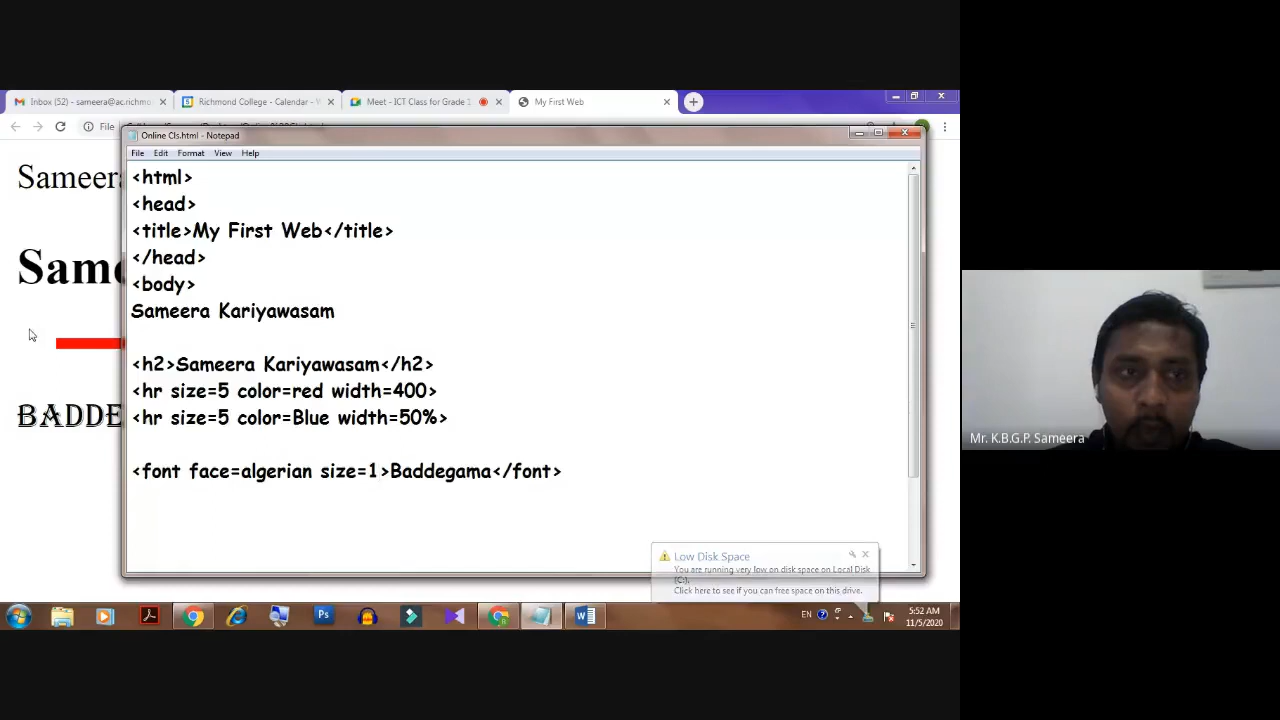 Inbox (52) - sameera@ac.richmo
Richmond College - Calendar - W
Meet - ICT Class for Grade 1
My First Web
File
Online Cls.html - Notepad
File Edit Format View Help
Sameera
Same
BADDE
<html>
<head>
<title>My First Web</title>
</head>
<body>
Sameera Kariyawasam
<h2>Sameera Kariyawasam</h2>
<hr size=5 color=red width=400>
<hr size=5 color=Blue width=50%>
<font face=algerian size=1>Baddegama</font>
Low Disk Space
You are running very low on disk space on Local Disk
(C:).
Click here to see if you can free space on this drive.
Ps
EN
5:52 AM
11/5/2020
Mr. K.B.G.P. Sameera